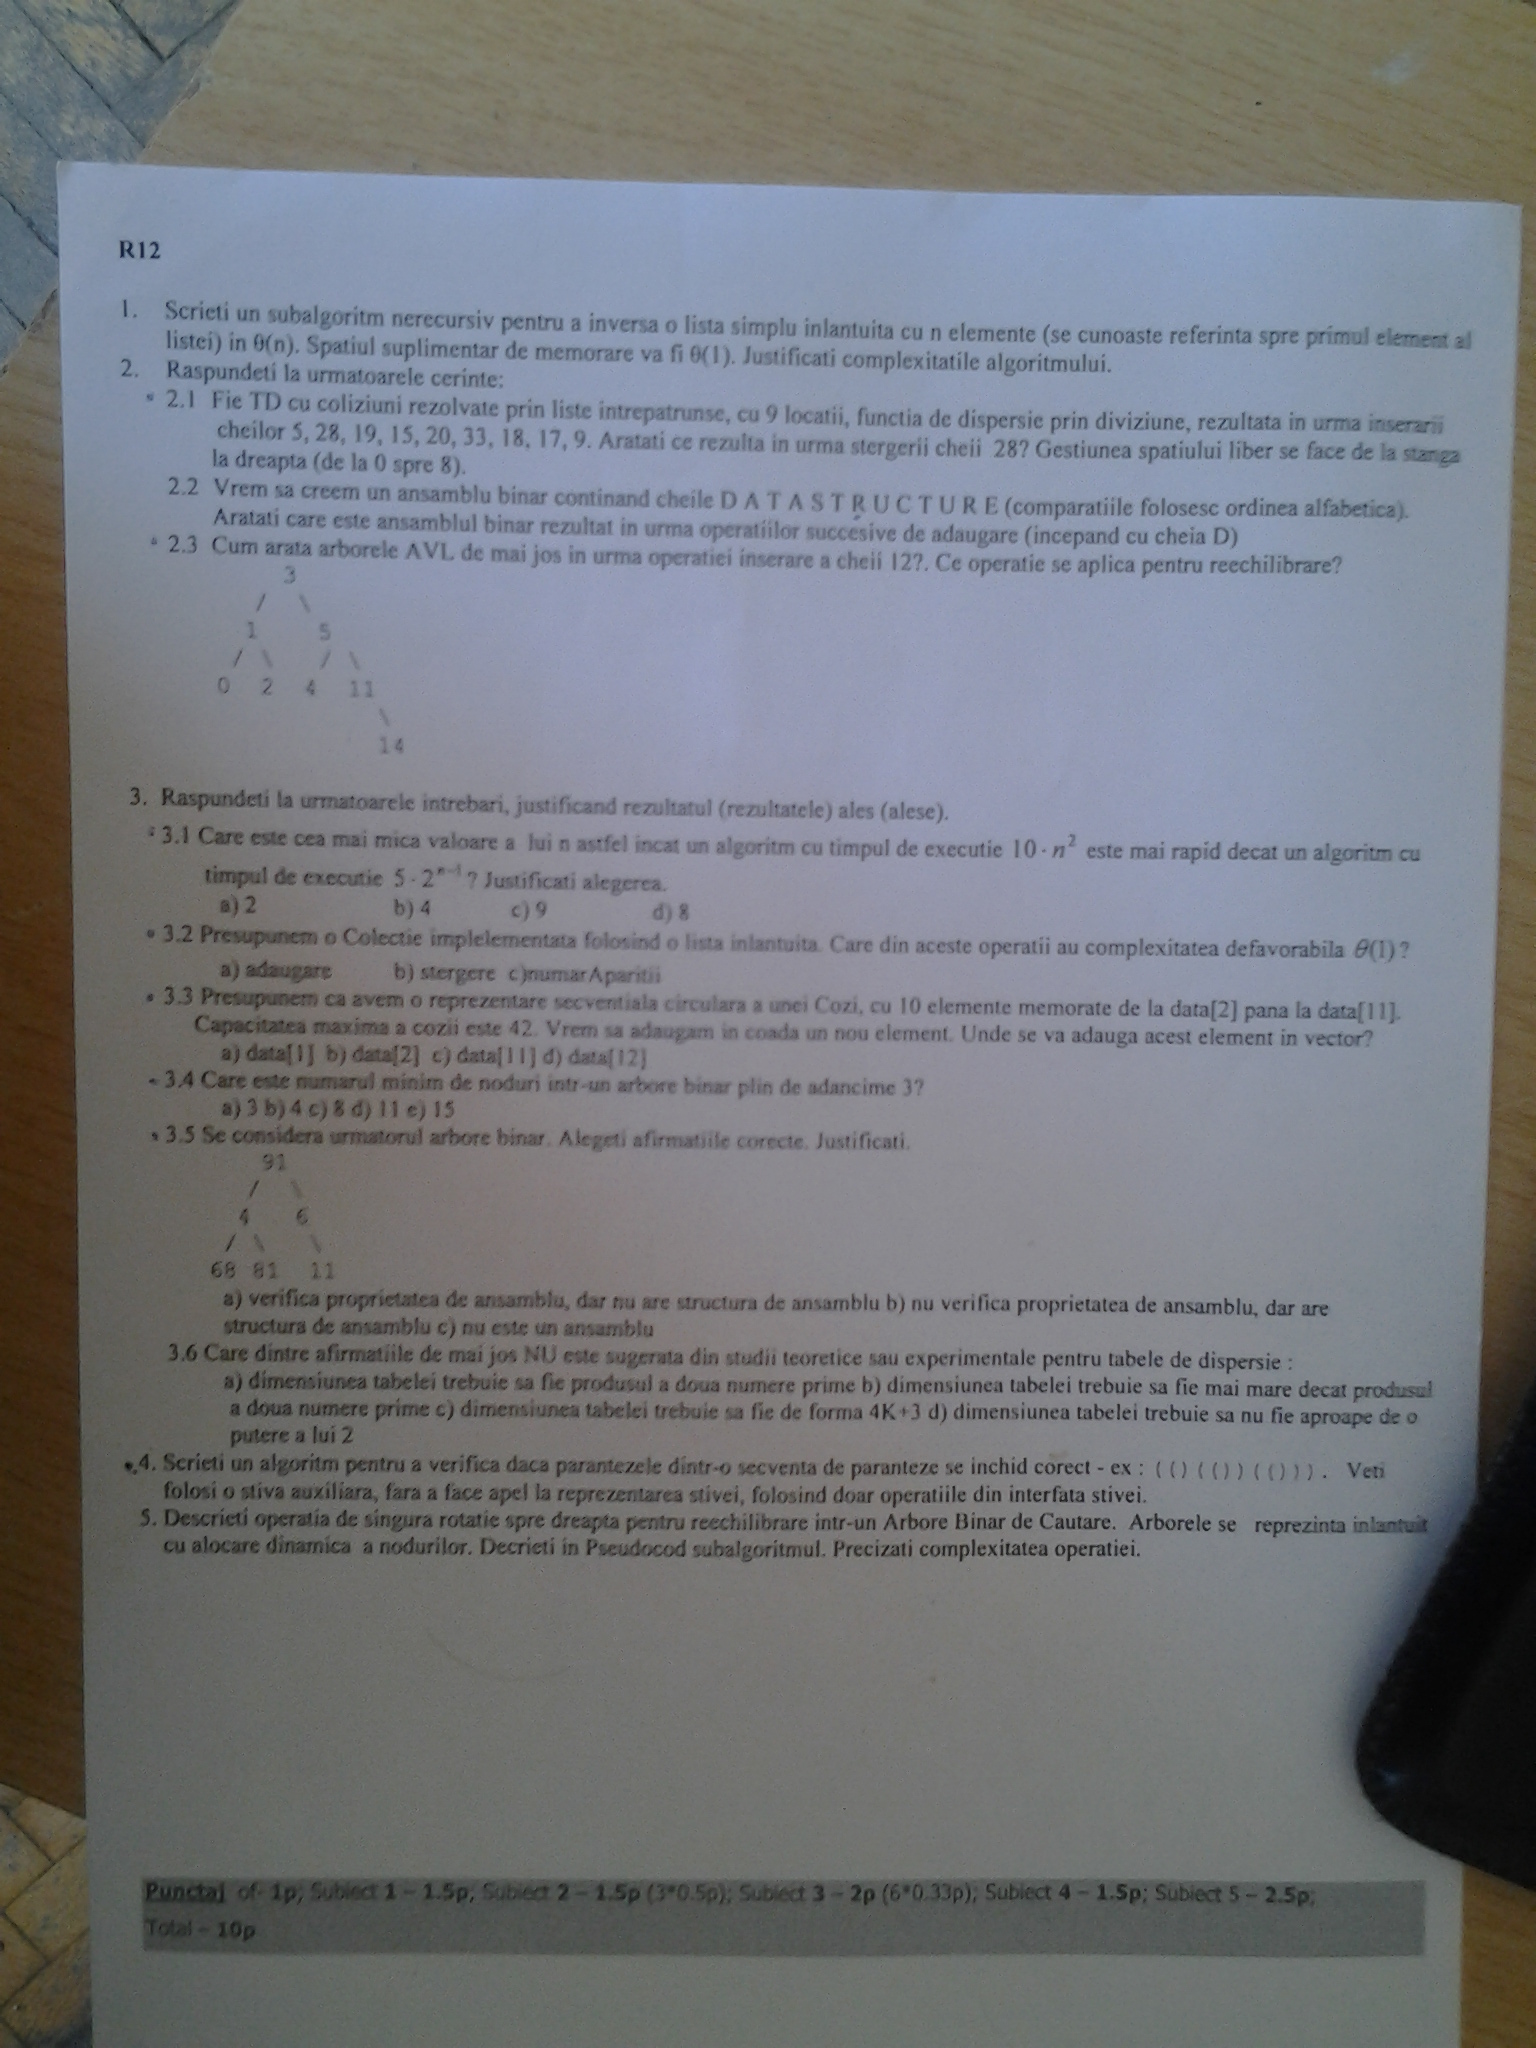 R12
1. Scrieti un subalgoritm nerecursiv pentru a inversa o lista simplu inlantuita cu n elemente (se cunoaste referinta spre primul element al
listei) in θ(n). Spatiul suplimentar de memorare va fi θ(1). Justificati complexitatile algoritmului.
2. Raspundeti la urmatoarele cerinte:
2.1 Fie TD cu coliziuni rezolvate prin liste intrepatrunse, cu 9 locatii, functia de dispersie prin diviziune, rezultata in urma inserarii
cheilor 5, 28, 19, 15, 20, 33, 18, 17, 9. Aratati ce rezulta in urma stergerii cheii 28? Gestiunea spatiului liber se face de la stanga
la dreapta (de la 0 spre 8).
2.2 Vrem sa creem un ansamblu binar continand cheile D A T A S T R U C T U R E (comparatiile folosesc ordinea alfabetica).
Aratati care este ansamblul binar rezultat in urma operatiilor succesive de adaugare (incepand cu cheia D)
2.3 Cum arata arborele AVL de mai jos in urma operatiei inserare a cheii 12?. Ce operatie se aplica pentru reechilibrare?
3
/ \
1 5
/ \ / \
0 2 4 11
\
14
3. Raspundeti la urmatoarele intrebari, justificand rezultatul (rezultatele) ales (alese).
3.1 Care este cea mai mica valoare a lui n astfel incat un algoritm cu timpul de executie 10 · n² este mai rapid decat un algoritm cu
timpul de executie 5 · 2ⁿ⁻¹ ? Justificati alegerea.
a) 2 b) 4 c) 9 d) 8
3.2 Presupunem o Colectie implelementata folosind o lista inlantuita. Care din aceste operatii au complexitatea defavorabila θ(1) ?
a) adaugare b) stergere c)numarAparitii
3.3 Presupunem ca avem o reprezentare secventiala circulara a unei Cozi, cu 10 elemente memorate de la data[2] pana la data[11].
Capacitatea maxima a cozii este 42. Vrem sa adaugam in coada un nou element. Unde se va adauga acest element in vector?
a) data[1] b) data[2] c) data[11] d) data[12]
3.4 Care este numarul minim de noduri intr-un arbore binar plin de adancime 3?
a) 3 b) 4 c) 8 d) 11 e) 15
3.5 Se considera urmatorul arbore binar. Alegeti afirmatiile corecte. Justificati.
91
/ \
4 6
/ \ \
68 81 11
a) verifica proprietatea de ansamblu, dar nu are structura de ansamblu b) nu verifica proprietatea de ansamblu, dar are
structura de ansamblu c) nu este un ansamblu
3.6 Care dintre afirmatiile de mai jos NU este sugerata din studii teoretice sau experimentale pentru tabele de dispersie :
a) dimensiunea tabelei trebuie sa fie produsul a doua numere prime b) dimensiunea tabelei trebuie sa fie mai mare decat produsul
a doua numere prime c) dimensiunea tabelei trebuie sa fie de forma 4K+3 d) dimensiunea tabelei trebuie sa nu fie aproape de o
putere a lui 2
4. Scrieti un algoritm pentru a verifica daca parantezele dintr-o secventa de paranteze se inchid corect - ex : ( ( ) ( ( ) ) ( ( ) ) ) . Veti
folosi o stiva auxiliara, fara a face apel la reprezentarea stivei, folosind doar operatiile din interfata stivei.
5. Descrieti operatia de singura rotatie spre dreapta pentru reechilibrare intr-un Arbore Binar de Cautare. Arborele se reprezinta inlantuit
cu alocare dinamica a nodurilor. Decrieti in Pseudocod subalgoritmul. Precizati complexitatea operatiei.
Punctaj of- 1p; Subiect 1 – 1.5p, Subiect 2 – 1.5p (3*0.5p); Subiect 3 – 2p (6*0.33p); Subiect 4 – 1.5p; Subiect 5 – 2.5p;
Total – 10p